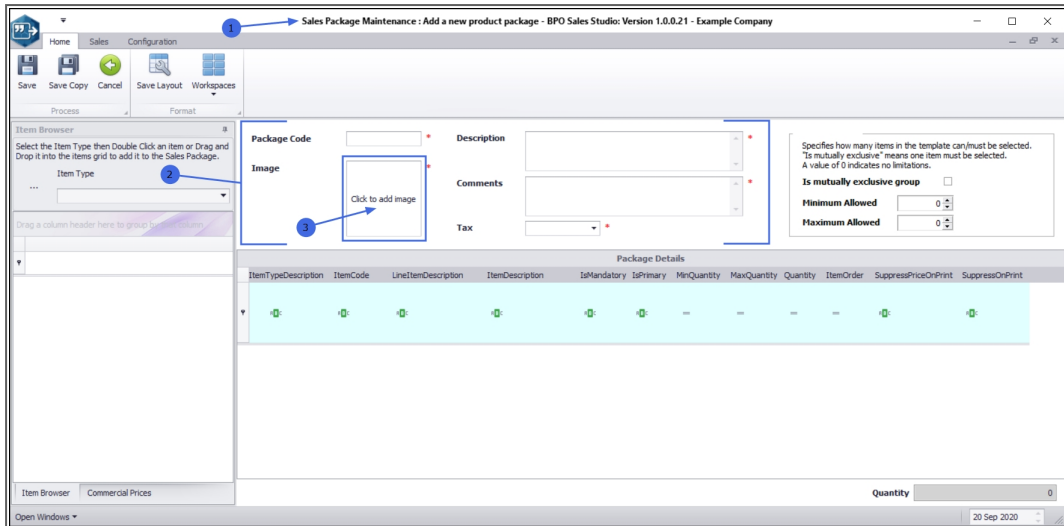 1
Sales Package Maintenance : Add a new product package - BPO Sales Studio: Version 1.0.0.21 - Example Company
Home Sales Configuration
Save Save Copy Cancel Save Layout Workspaces
Process Format
Item Browser
Select the Item Type then Double Click an item or Drag and
Drop it into the items grid to add it to the Sales Package.
Item Type
...
2
Package Code *
Image *
Click to add image
3
Description *
Comments *
Tax *
Specifies how many items in the template can/must be selected.
"Is mutually exclusive" means one item must be selected.
A value of 0 indicates no limitations.
Is mutually exclusive group
Minimum Allowed 0
Maximum Allowed 0
Drag a column header here to group by that column
Package Details
ItemTypeDescription ItemCode LineItemDescription ItemDescription IsMandatory IsPrimary MinQuantity MaxQuantity Quantity ItemOrder SuppressPriceOnPrint SuppressOnPrint
Item Browser Commercial Prices
Quantity 0
Open Windows
20 Sep 2020